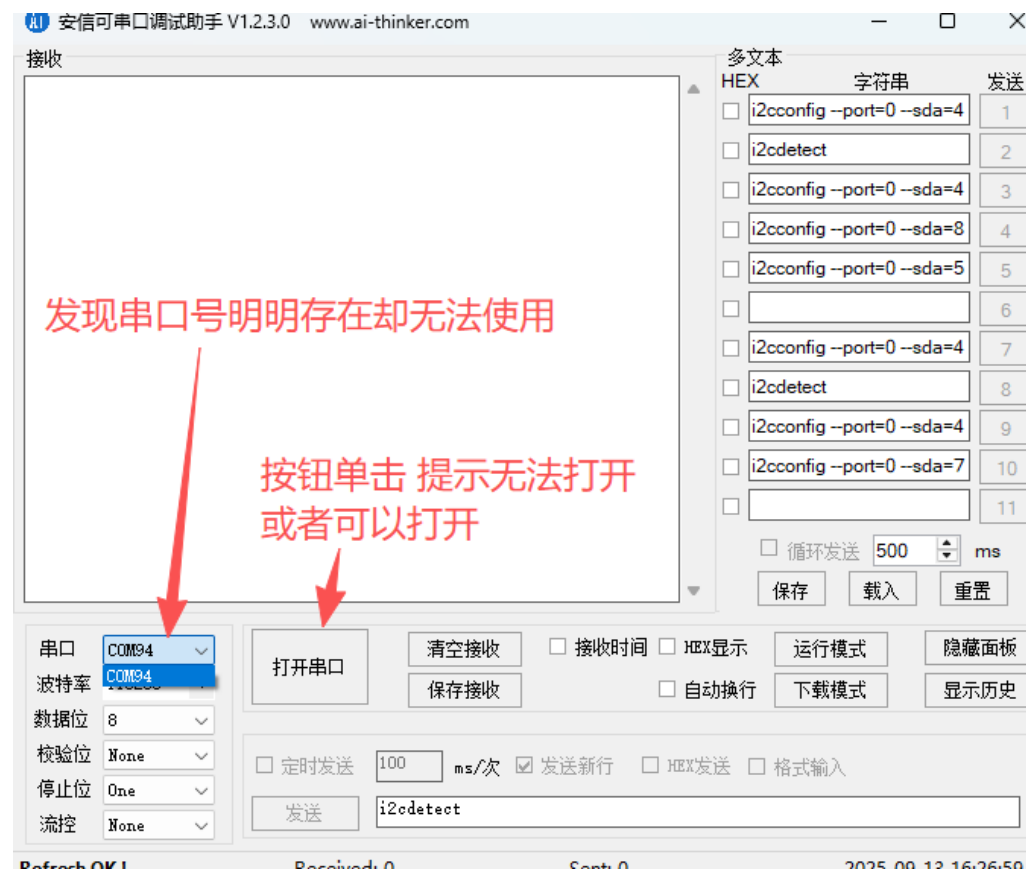 安信可串口调试助手 V1.2.3.0 www.ai-thinker.com
接收
多文本
HEX 字符串 发送
i2cconfig --port=0 --sda=4 1
i2cdetect 2
i2cconfig --port=0 --sda=4 3
i2cconfig --port=0 --sda=8 4
i2cconfig --port=0 --sda=5 5
6
i2cconfig --port=0 --sda=4 7
i2cdetect 8
i2cconfig --port=0 --sda=4 9
i2cconfig --port=0 --sda=7 10
11
发现串口号明明存在却无法使用
按钮单击 提示无法打开
或者可以打开
循环发送 500 ms
保存 载入 重置
串口 COM94
COM94
波特率
数据位 8
校验位 None
停止位 One
流控 None
打开串口
清空接收 接收时间 HEX显示 运行模式 隐藏面板
保存接收 自动换行 下载模式 显示历史
定时发送 100 ms/次 发送新行 HEX发送 格式输入
发送 i2cdetect
Refresh OK ! Received: 0 Sent: 0 2025-09-13 16:26:59